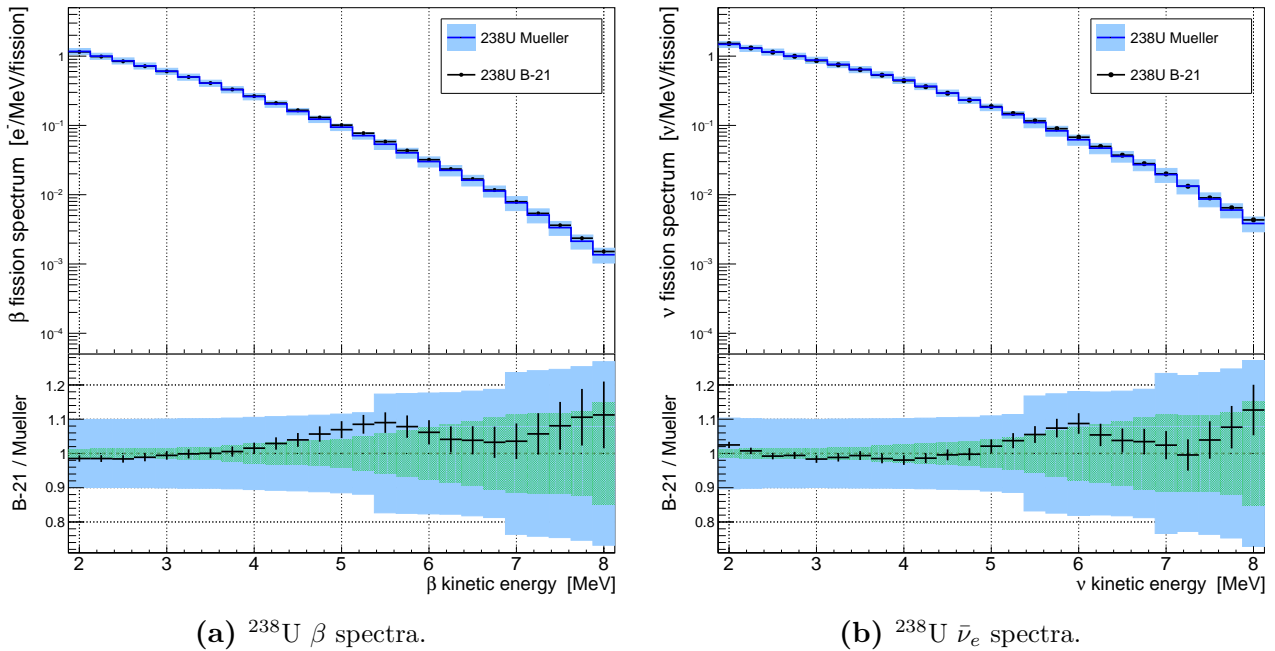 β fission spectrum [e⁻/MeV/fission]
1
10⁻¹
10⁻²
10⁻³
10⁻⁴
238U Mueller
238U B-21
B-21 / Mueller
1.2
1.1
1
0.9
0.8
2 3 4 5 6 7 8
β kinetic energy [MeV]
(a) ²³⁸U β spectra.
ν fission spectrum [ν/MeV/fission]
1
10⁻¹
10⁻²
10⁻³
10⁻⁴
238U Mueller
238U B-21
B-21 / Mueller
1.2
1.1
1
0.9
0.8
2 3 4 5 6 7 8
ν kinetic energy [MeV]
(b) ²³⁸U ν̄ₑ spectra.